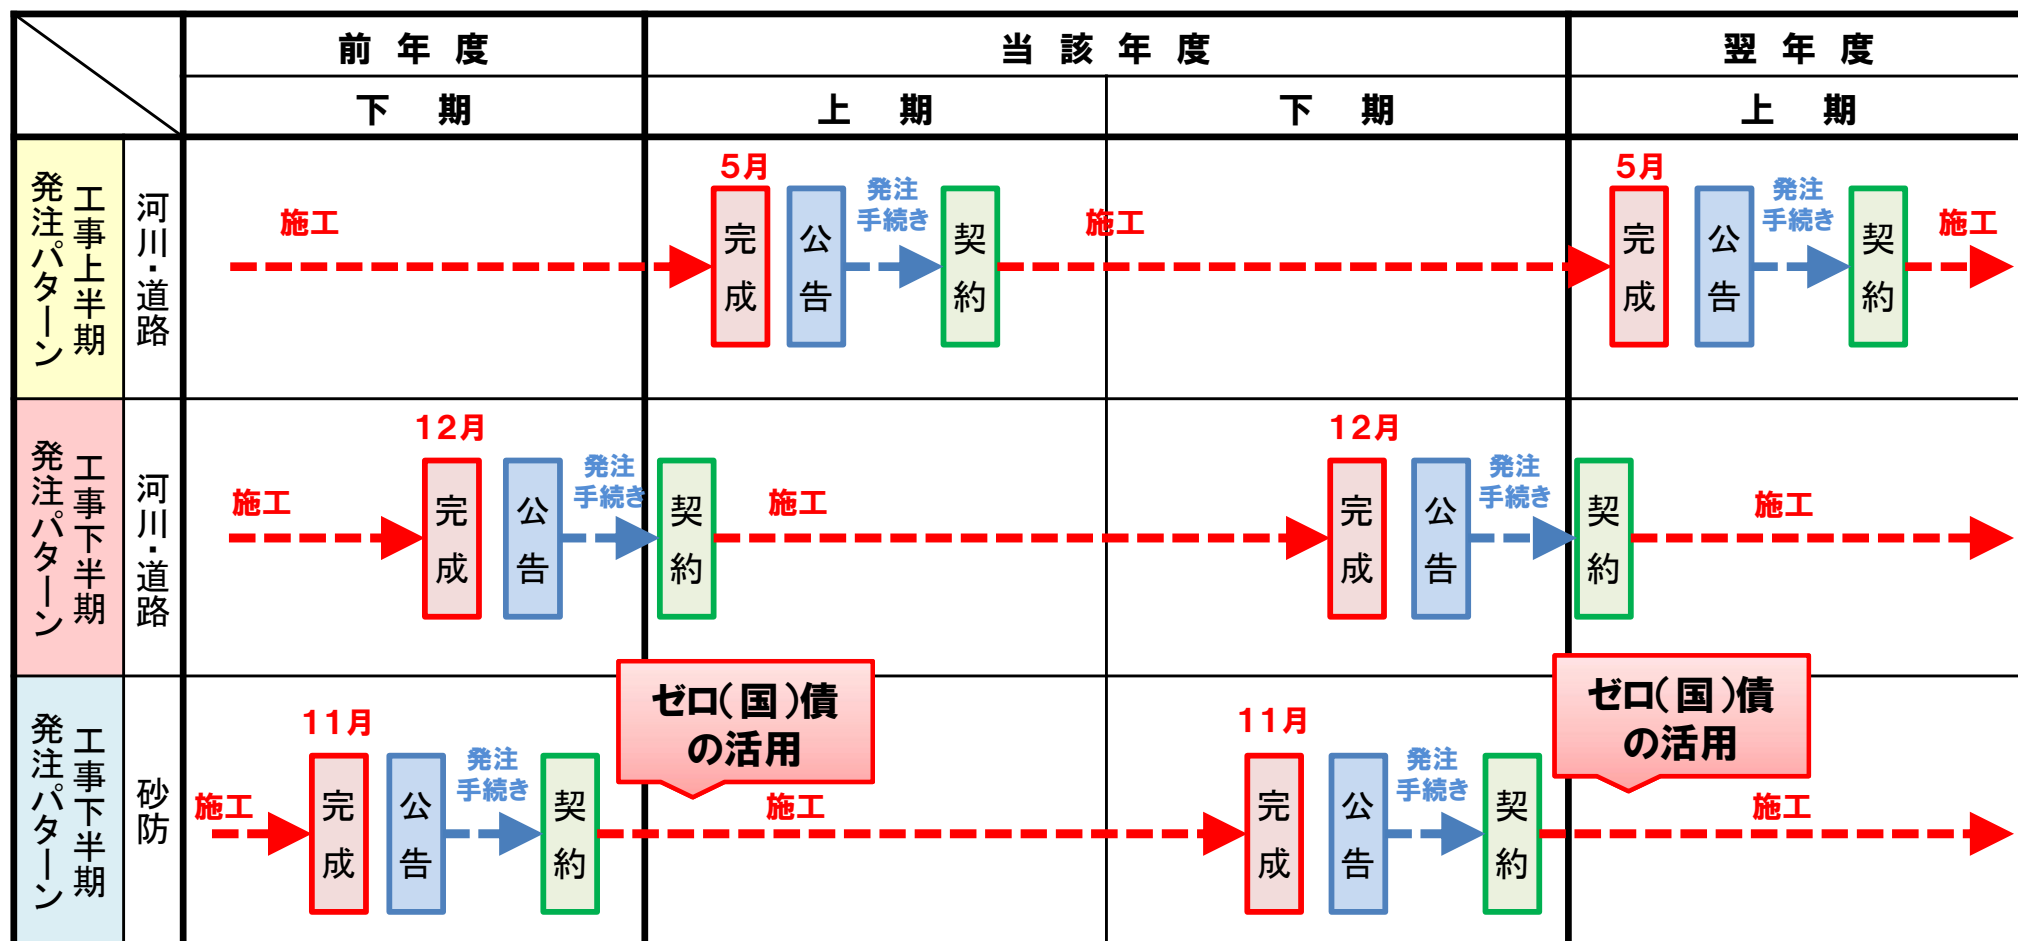 前年度
当該年度
翌年度
下期
上期
下期
上期
工事上半期
発注パターン
河川・道路
施工
5月
完成
公告
発注
手続き
契約
施工
5月
完成
公告
発注
手続き
契約
施工
工事下半期
発注パターン
河川・道路
施工
12月
完成
公告
発注
手続き
契約
施工
12月
完成
公告
発注
手続き
契約
施工
工事下半期
発注パターン
砂防
施工
11月
完成
公告
発注
手続き
契約
ゼロ(国)債
の活用
施工
11月
完成
公告
発注
手続き
契約
ゼロ(国)債
の活用
施工